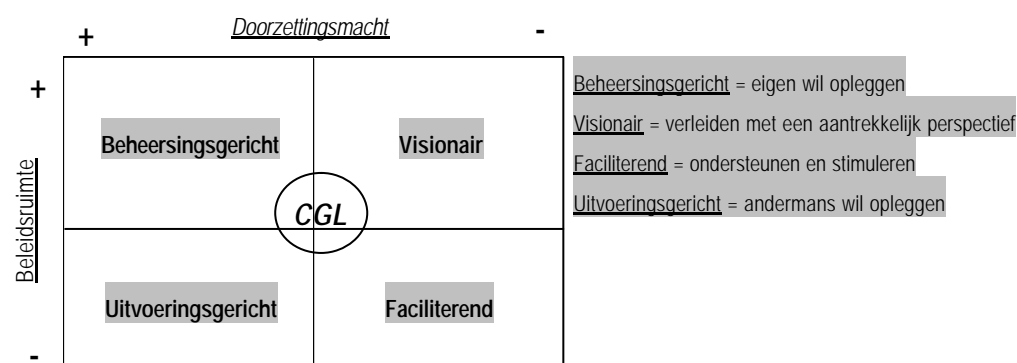 Doorzettingsmacht
+ -
+
Beheersingsgericht Visionair
Beleidsruimte
CGL
Uitvoeringsgericht Faciliterend
-
Beheersingsgericht = eigen wil opleggen
Visionair = verleiden met een aantrekkelijk perspectief
Faciliterend = ondersteunen en stimuleren
Uitvoeringsgericht = andermans wil opleggen